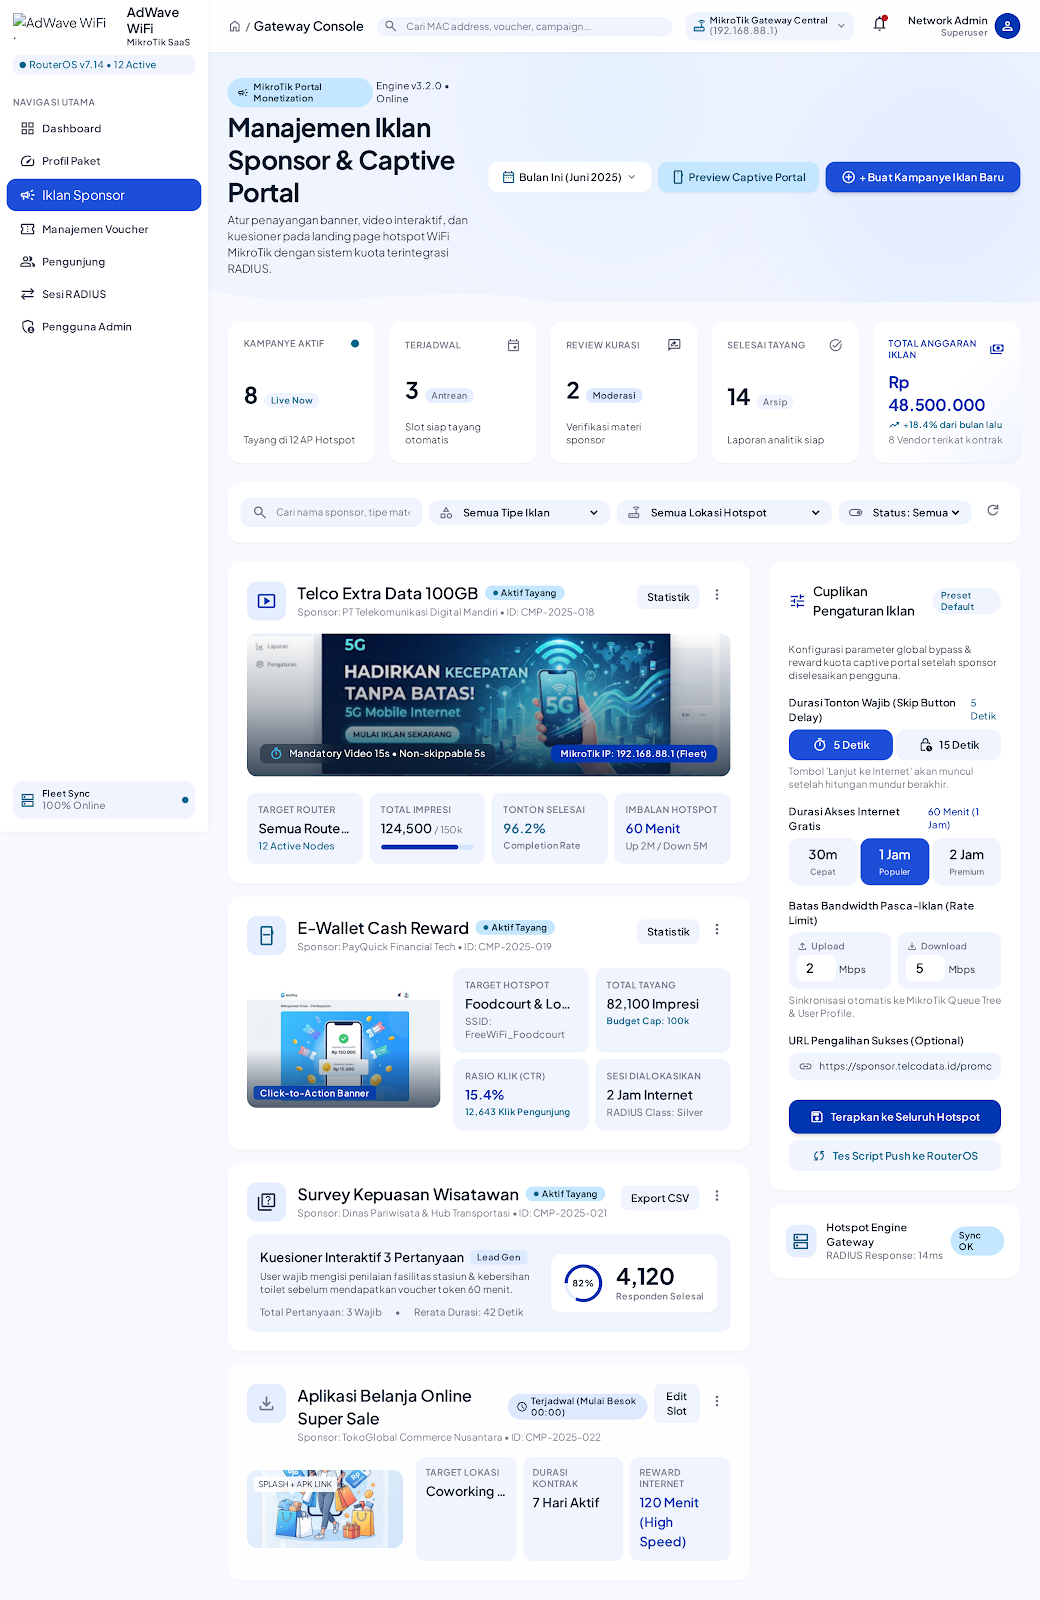 AdWave WiFi
AdWave
WiFi
MikroTik SaaS
RouterOS v7.14 • 12 Active
NAVIGASI UTAMA
Dashboard
Profil Paket
Iklan Sponsor
Manajemen Voucher
Pengunjung
Sesi RADIUS
Pengguna Admin
Fleet Sync
100% Online
/ Gateway Console
Cari MAC address, voucher, campaign...
MikroTik Gateway Central
(192.168.88.1)
Network Admin
Superuser
MikroTik Portal
Monetization
Engine v3.2.0 •
Online
Manajemen Iklan
Sponsor & Captive
Portal
Atur penayangan banner, video interaktif, dan
kuesioner pada landing page hotspot WiFi
MikroTik dengan sistem kuota terintegrasi
RADIUS.
Bulan Ini (Juni 2025)
Preview Captive Portal
+ Buat Kampanye Iklan Baru
KAMPANYE AKTIF
8 Live Now
Tayang di 12 AP Hotspot
TERJADWAL
3 Antrean
Slot siap tayang
otomatis
REVIEW KURASI
2 Moderasi
Verifikasi materi
sponsor
SELESAI TAYANG
14 Arsip
Laporan analitik siap
TOTAL ANGGARAN
IKLAN
Rp
48.500.000
+18.4% dari bulan lalu
8 Vendor terikat kontrak
Cari nama sponsor, tipe mate
Semua Tipe Iklan
Semua Lokasi Hotspot
Status: Semua
Telco Extra Data 100GB
• Aktif Tayang
Sponsor: PT Telekomunikasi Digital Mandiri • ID: CMP-2025-018
Statistik
Laporan
Pengaturan
5G
HADIRKAN KECEPATAN
TANPA BATAS!
5G Mobile Internet
MULAI IKLAN SEKARANG
5G
Mandatory Video 15s • Non-skippable 5s
MikroTik IP: 192.168.88.1 (Fleet)
TARGET ROUTER
Semua Route...
12 Active Nodes
TOTAL IMPRESI
124,500 / 150k
TONTON SELESAI
96.2%
Completion Rate
IMBALAN HOTSPOT
60 Menit
Up 2M / Down 5M
E-Wallet Cash Reward
• Aktif Tayang
Sponsor: PayQuick Financial Tech • ID: CMP-2025-019
Statistik
Rp 150.000
Rp 15.000
Click-to-Action Banner
TARGET HOTSPOT
Foodcourt & Lo...
SSID:
FreeWiFi_Foodcourt
TOTAL TAYANG
82,100 Impresi
Budget Cap: 100k
RASIO KLIK (CTR)
15.4%
12,643 Klik Pengunjung
SESI DIALOKASIKAN
2 Jam Internet
RADIUS Class: Silver
Survey Kepuasan Wisatawan
• Aktif Tayang
Sponsor: Dinas Pariwisata & Hub Transportasi • ID: CMP-2025-021
Export CSV
Kuesioner Interaktif 3 Pertanyaan
Lead Gen
User wajib mengisi penilaian fasilitas stasiun & kebersihan
toilet sebelum mendapatkan voucher token 60 menit.
Total Pertanyaan: 3 Wajib • Rerata Durasi: 42 Detik
82%
4,120
Responden Selesai
Aplikasi Belanja Online
Super Sale
Terjadwal (Mulai Besok
00:00)
Edit
Slot
Sponsor: TokoGlobal Commerce Nusantara • ID: CMP-2025-022
SPLASH + APK LINK
TARGET LOKASI
Coworking ...
DURASI
KONTRAK
7 Hari Aktif
REWARD
INTERNET
120 Menit
(High
Speed)
Cuplikan
Pengaturan Iklan
Preset
Default
Konfigurasi parameter global bypass &
reward kuota captive portal setelah sponsor
diselesaikan pengguna.
Durasi Tonton Wajib (Skip Button
Delay)
5
Detik
5 Detik
15 Detik
Tombol 'Lanjut ke Internet' akan muncul
setelah hitungan mundur berakhir.
Durasi Akses Internet
Gratis
60 Menit (1
Jam)
30m
Cepat
1 Jam
Populer
2 Jam
Premium
Batas Bandwidth Pasca-Iklan (Rate
Limit)
Upload
2 Mbps
Download
5 Mbps
Sinkronisasi otomatis ke MikroTik Queue Tree
& User Profile.
URL Pengalihan Sukses (Optional)
https://sponsor.telcodata.id/promo
Terapkan ke Seluruh Hotspot
Tes Script Push ke RouterOS
Hotspot Engine
Gateway
RADIUS Response: 14ms
Sync
OK